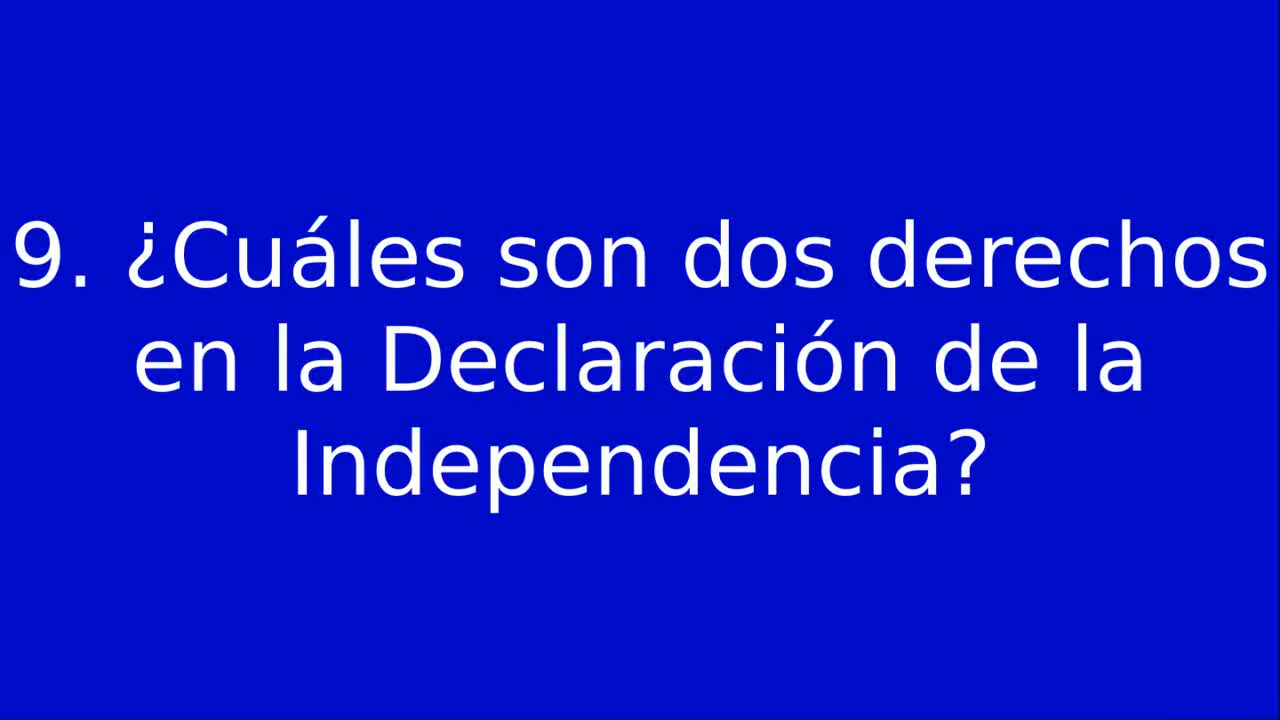 9. ¿Cuáles son dos derechos
en la Declaración de la
Independencia?